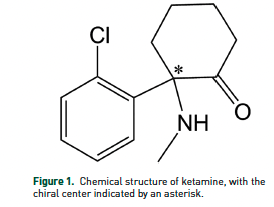 Cl
*
NH
O
Figure 1. Chemical structure of ketamine, with the
chiral center indicated by an asterisk.